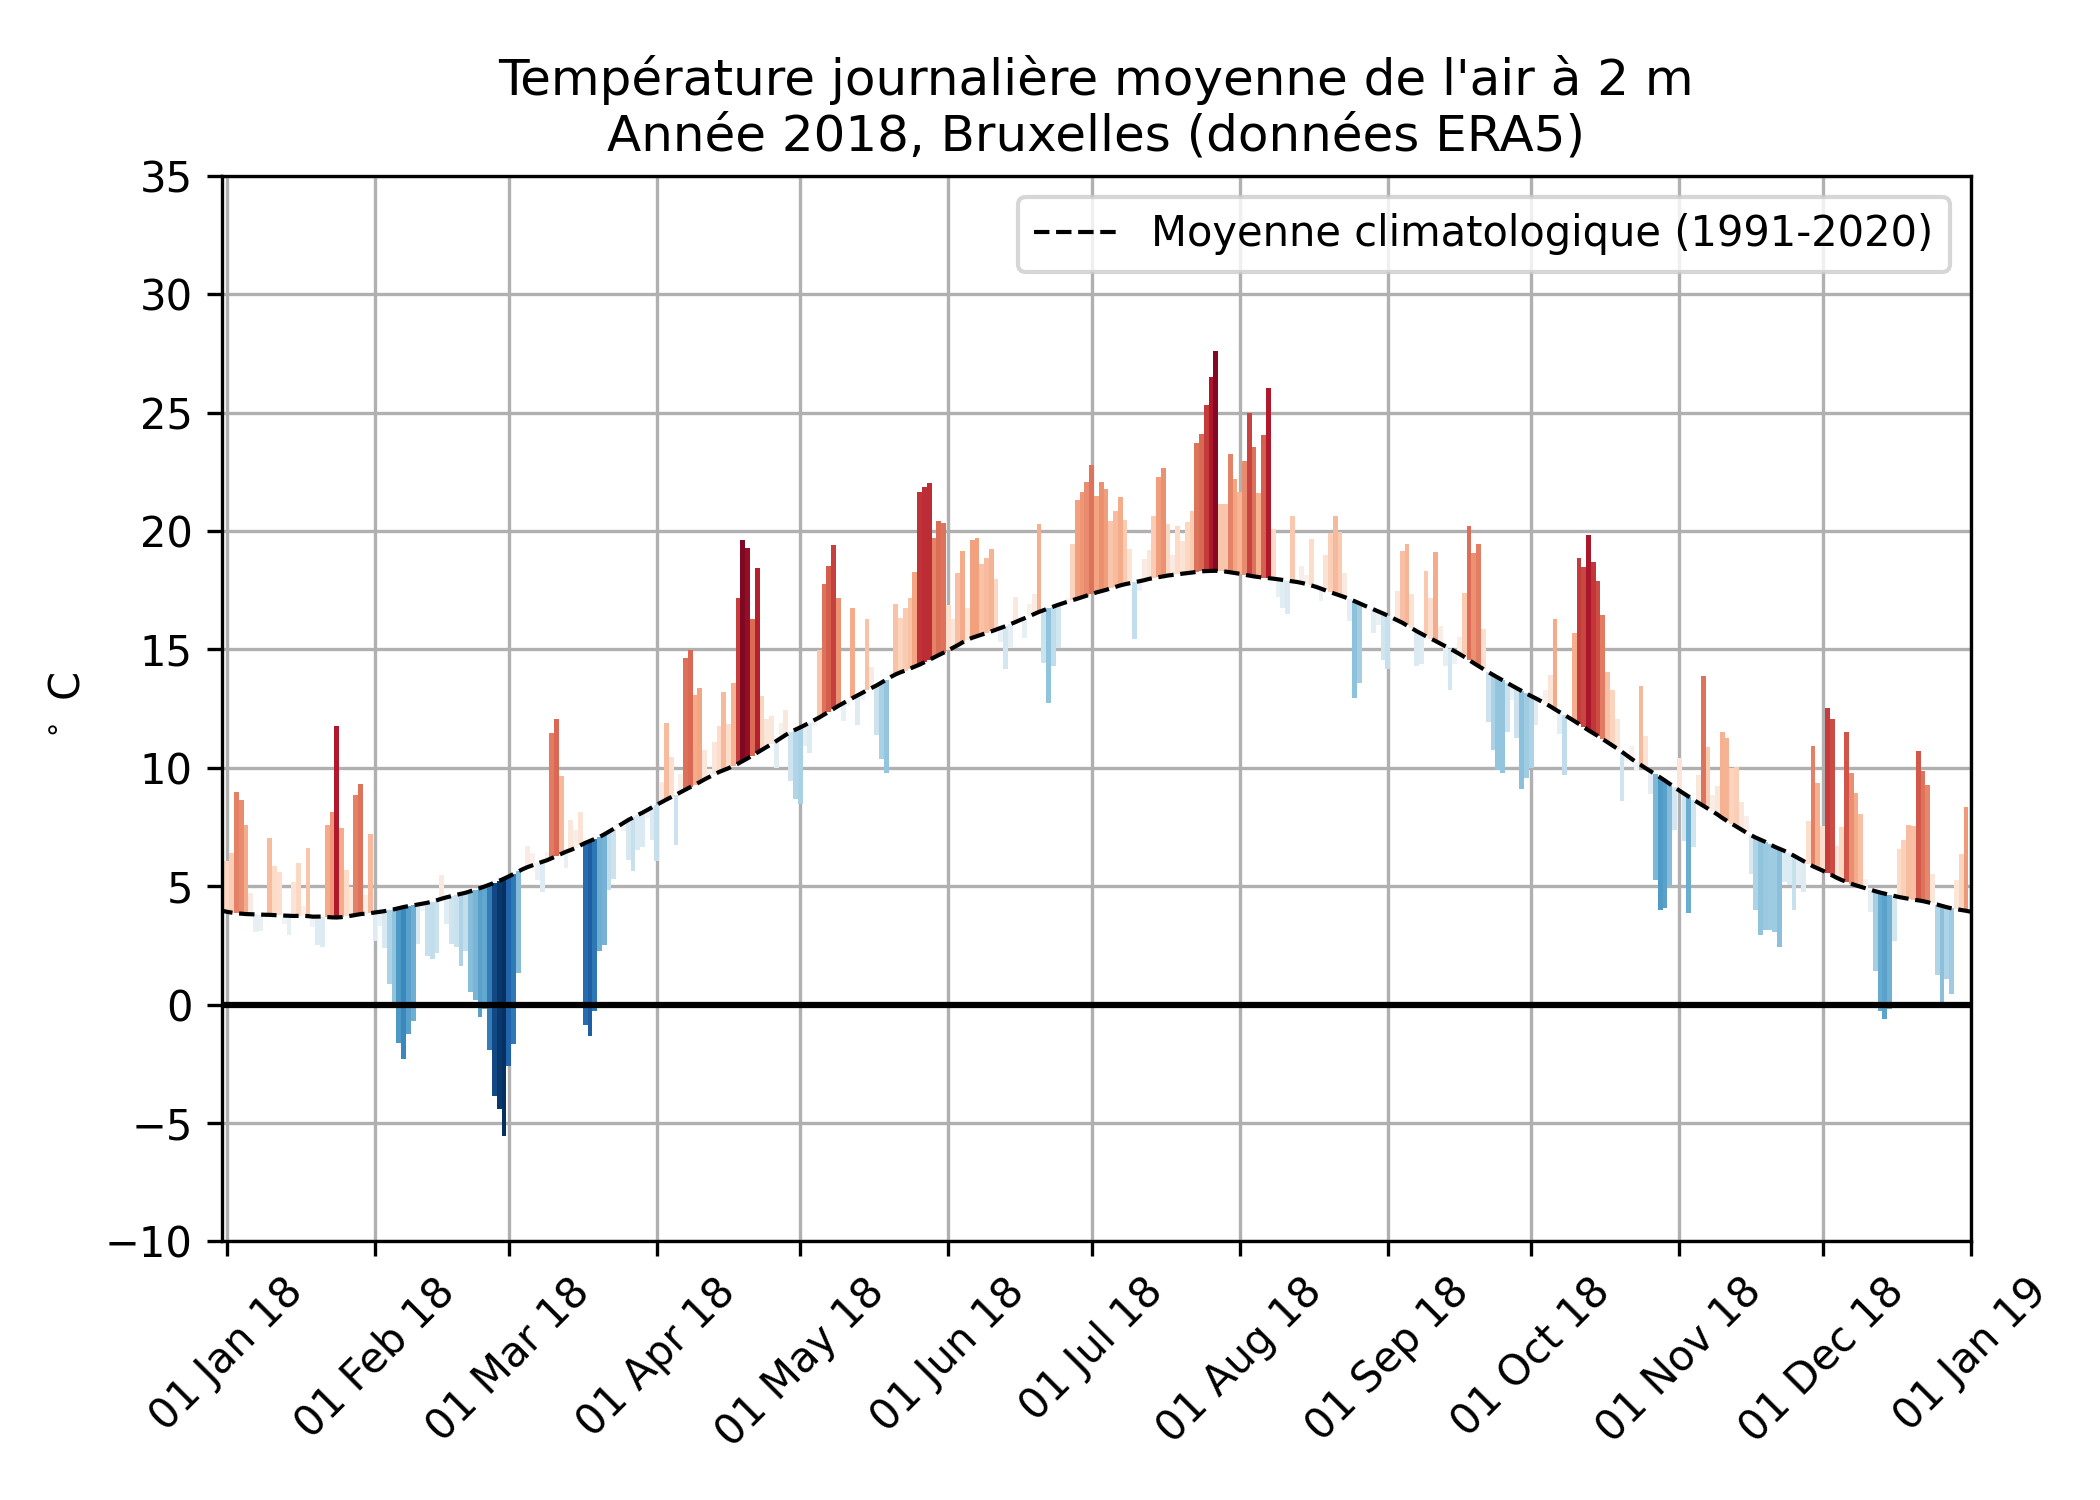 Température journalière moyenne de l'air à 2 m
Année 2018, Bruxelles (données ERA5)
Moyenne climatologique (1991-2020)
35
30
25
20
15
10
5
0
−5
−10
° C
01 Jan 18
01 Feb 18
01 Mar 18
01 Apr 18
01 May 18
01 Jun 18
01 Jul 18
01 Aug 18
01 Sep 18
01 Oct 18
01 Nov 18
01 Dec 18
01 Jan 19